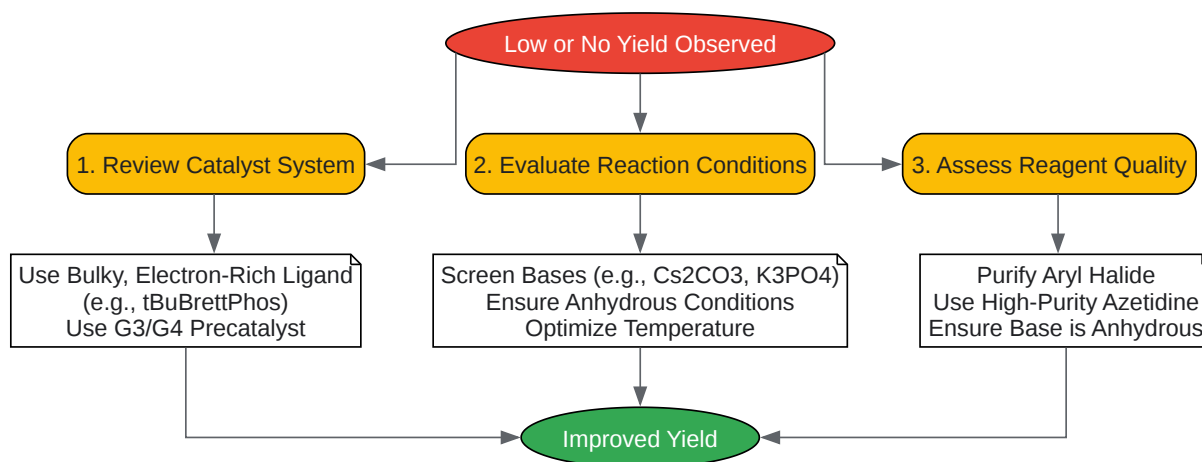 Low or No Yield Observed
1. Review Catalyst System
2. Evaluate Reaction Conditions
3. Assess Reagent Quality
Use Bulky, Electron-Rich Ligand
(e.g., tBuBrettPhos)
Use G3/G4 Precatalyst
Screen Bases (e.g., Cs2CO3, K3PO4)
Ensure Anhydrous Conditions
Optimize Temperature
Purify Aryl Halide
Use High-Purity Azetidine
Ensure Base is Anhydrous
Improved Yield